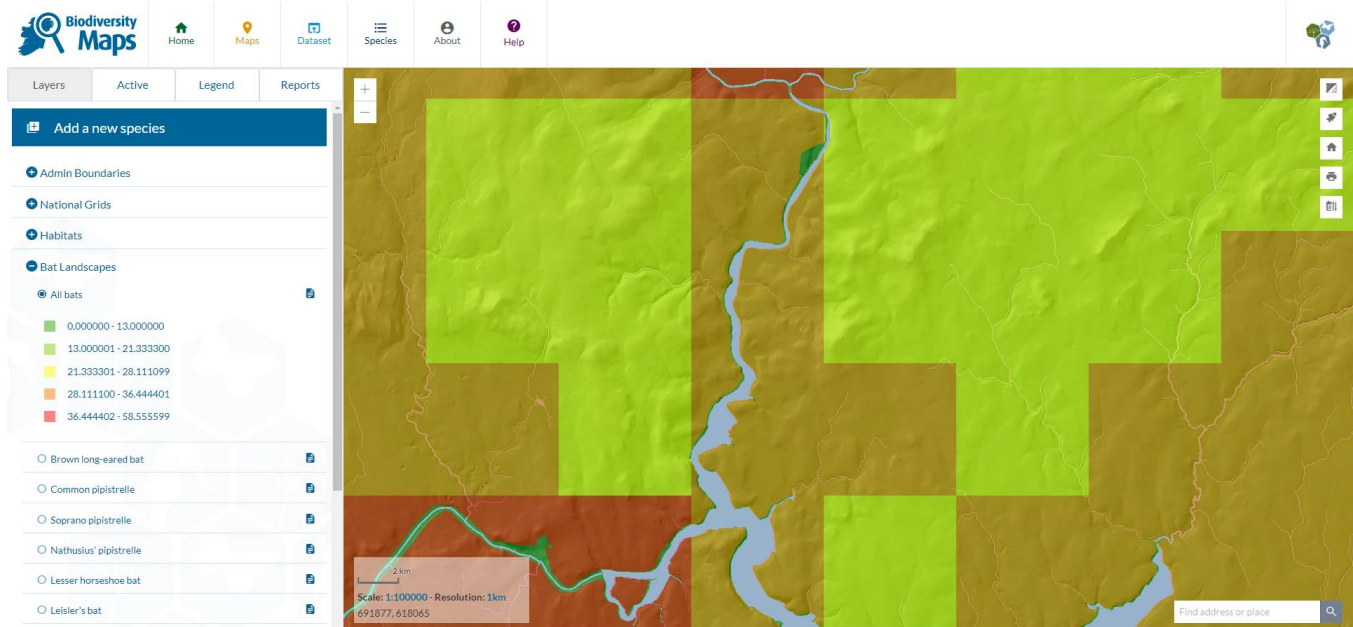 Biodiversity
Maps
Home
Maps
Dataset
Species
About
Help
Layers
Active
Legend
Reports
Add a new species
Admin Boundaries
National Grids
Habitats
Bat Landscapes
All bats
0.000000 - 13.000000
13.000001 - 21.333300
21.333301 - 28.111099
28.111100 - 36.444401
36.444402 - 58.555599
Brown long-eared bat
Common pipistrelle
Soprano pipistrelle
Nathusius' pipistrelle
Lesser horseshoe bat
Leisler's bat
2 km
Scale: 1:100000 - Resolution: 1km
691877, 618065
Find address or place